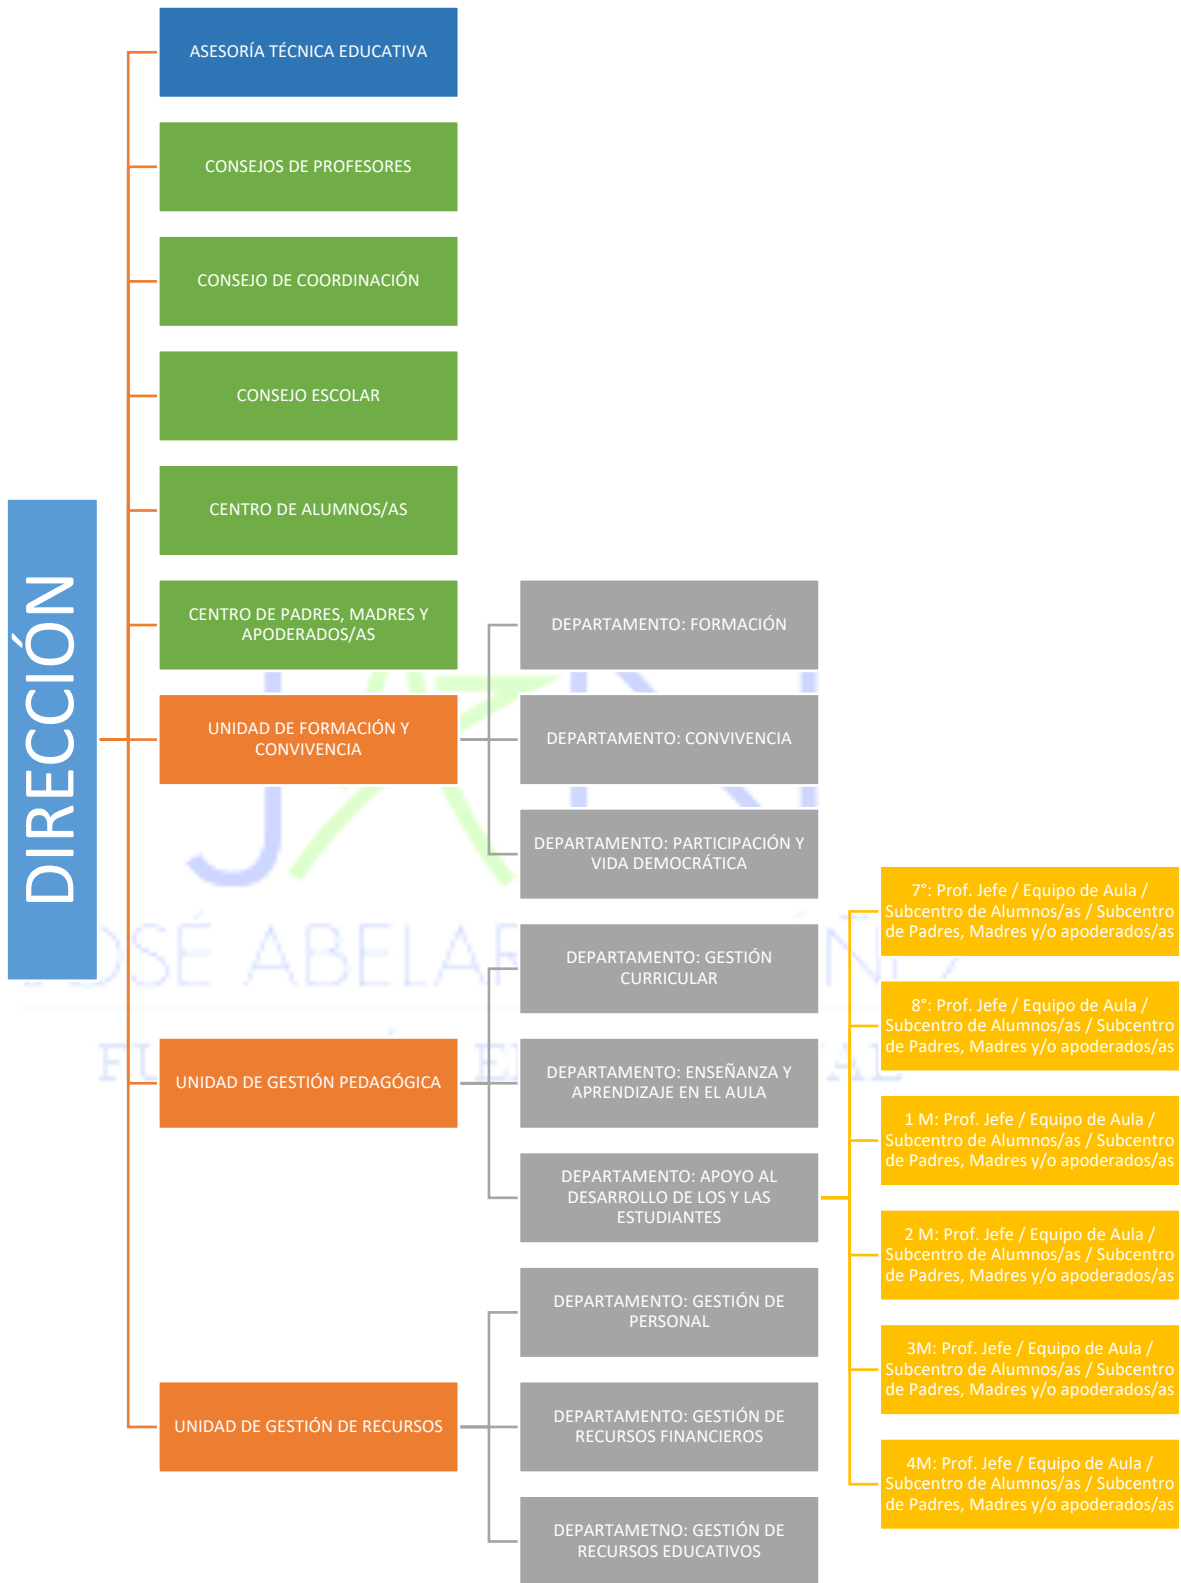 DIRECCIÓN
ASESORÍA TÉCNICA EDUCATIVA
CONSEJOS DE PROFESORES
CONSEJO DE COORDINACIÓN
CONSEJO ESCOLAR
CENTRO DE ALUMNOS/AS
CENTRO DE PADRES, MADRES Y
APODERADOS/AS
UNIDAD DE FORMACIÓN Y
CONVIVENCIA
DEPARTAMENTO: FORMACIÓN
DEPARTAMENTO: CONVIVENCIA
DEPARTAMENTO: PARTICIPACIÓN Y
VIDA DEMOCRÁTICA
UNIDAD DE GESTIÓN PEDAGÓGICA
DEPARTAMENTO: GESTIÓN
CURRICULAR
DEPARTAMENTO: ENSEÑANZA Y
APRENDIZAJE EN EL AULA
DEPARTAMENTO: APOYO AL
DESARROLLO DE LOS Y LAS
ESTUDIANTES
7°: Prof. Jefe / Equipo de Aula /
Subcentro de Alumnos/as / Subcentro
de Padres, Madres y/o apoderados/as
8°: Prof. Jefe / Equipo de Aula /
Subcentro de Alumnos/as / Subcentro
de Padres, Madres y/o apoderados/as
1 M: Prof. Jefe / Equipo de Aula /
Subcentro de Alumnos/as / Subcentro
de Padres, Madres y/o apoderados/as
2 M: Prof. Jefe / Equipo de Aula /
Subcentro de Alumnos/as / Subcentro
de Padres, Madres y/o apoderados/as
3M: Prof. Jefe / Equipo de Aula /
Subcentro de Alumnos/as / Subcentro
de Padres, Madres y/o apoderados/as
4M: Prof. Jefe / Equipo de Aula /
Subcentro de Alumnos/as / Subcentro
de Padres, Madres y/o apoderados/as
UNIDAD DE GESTIÓN DE RECURSOS
DEPARTAMENTO: GESTIÓN DE
PERSONAL
DEPARTAMENTO: GESTIÓN DE
RECURSOS FINANCIEROS
DEPARTAMETNO: GESTIÓN DE
RECURSOS EDUCATIVOS